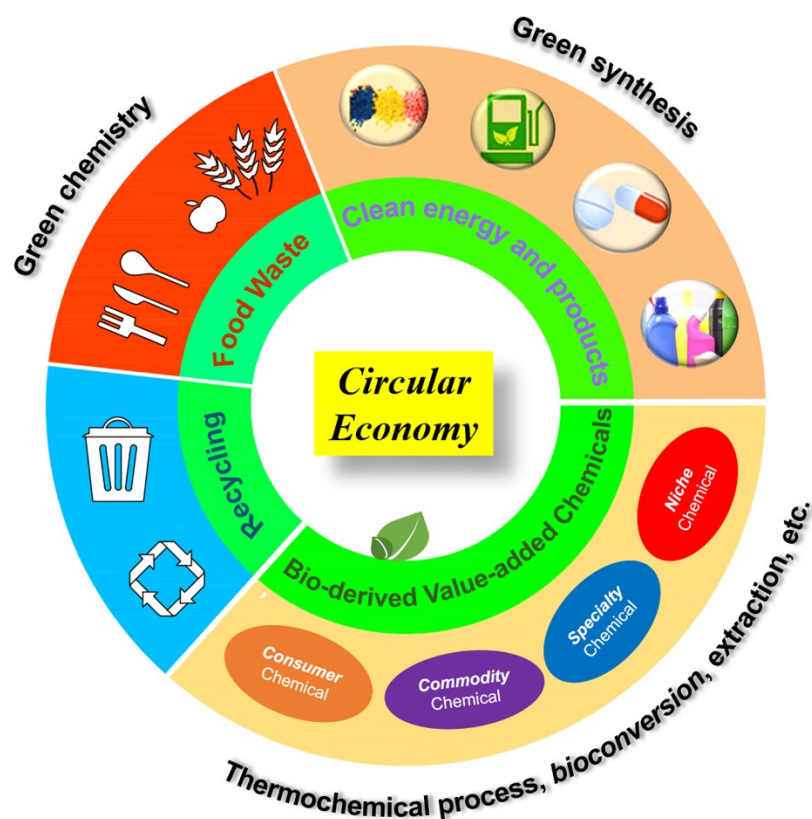 Green chemistry
Green synthesis
Food Waste
Clean energy and products
Circular
Economy
Recycling
Bio-derived Value-added Chemicals
Niche
Chemical
Specialty
Chemical
Commodity
Chemical
Consumer
Chemical
,
Thermochemical process, bioconversion, extraction, etc.